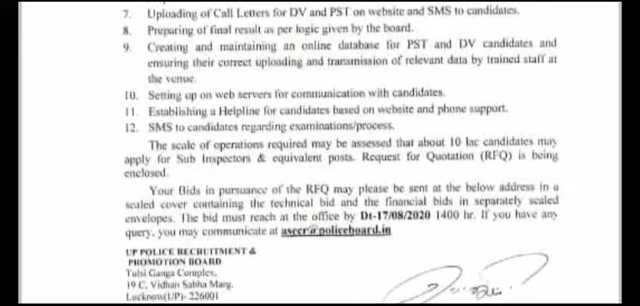 7. Uploading of Call Letters for DV and PST on website and SMS to candidates.
8. Preparing of final result as per logic given by the board.
9. Creating and maintaining an online database for PST and DV candidates and
ensuring their correct uploading and transmission of relevant data by trained staff at
the venue.
10. Setting up on web servers for communication with candidates.
11. Establishing a Helpline for candidates based on website and phone support.
12. SMS to candidates regarding examinations/process.
The scale of operations required may be assessed that about 10 lac candidates may
apply for Sub Inspectors & equivalent posts. Request for Quotation (RFQ) is being
enclosed.
Your Bids in pursuance of the RFQ may please be sent at the below address in a
sealed cover containing the technical bid and the financial bids in separately sealed
envelopes. The bid must reach at the office by Dt-17/08/2020 1400 hr. If you have any
query, you may communicate at asecr@policeboard.in
UP POLICE RECRUITMENT &
PROMOTION BOARD
Tulsi Ganga Complex,
19 C, Vidhan Sabha Marg,
Lucknow(UP)- 226001